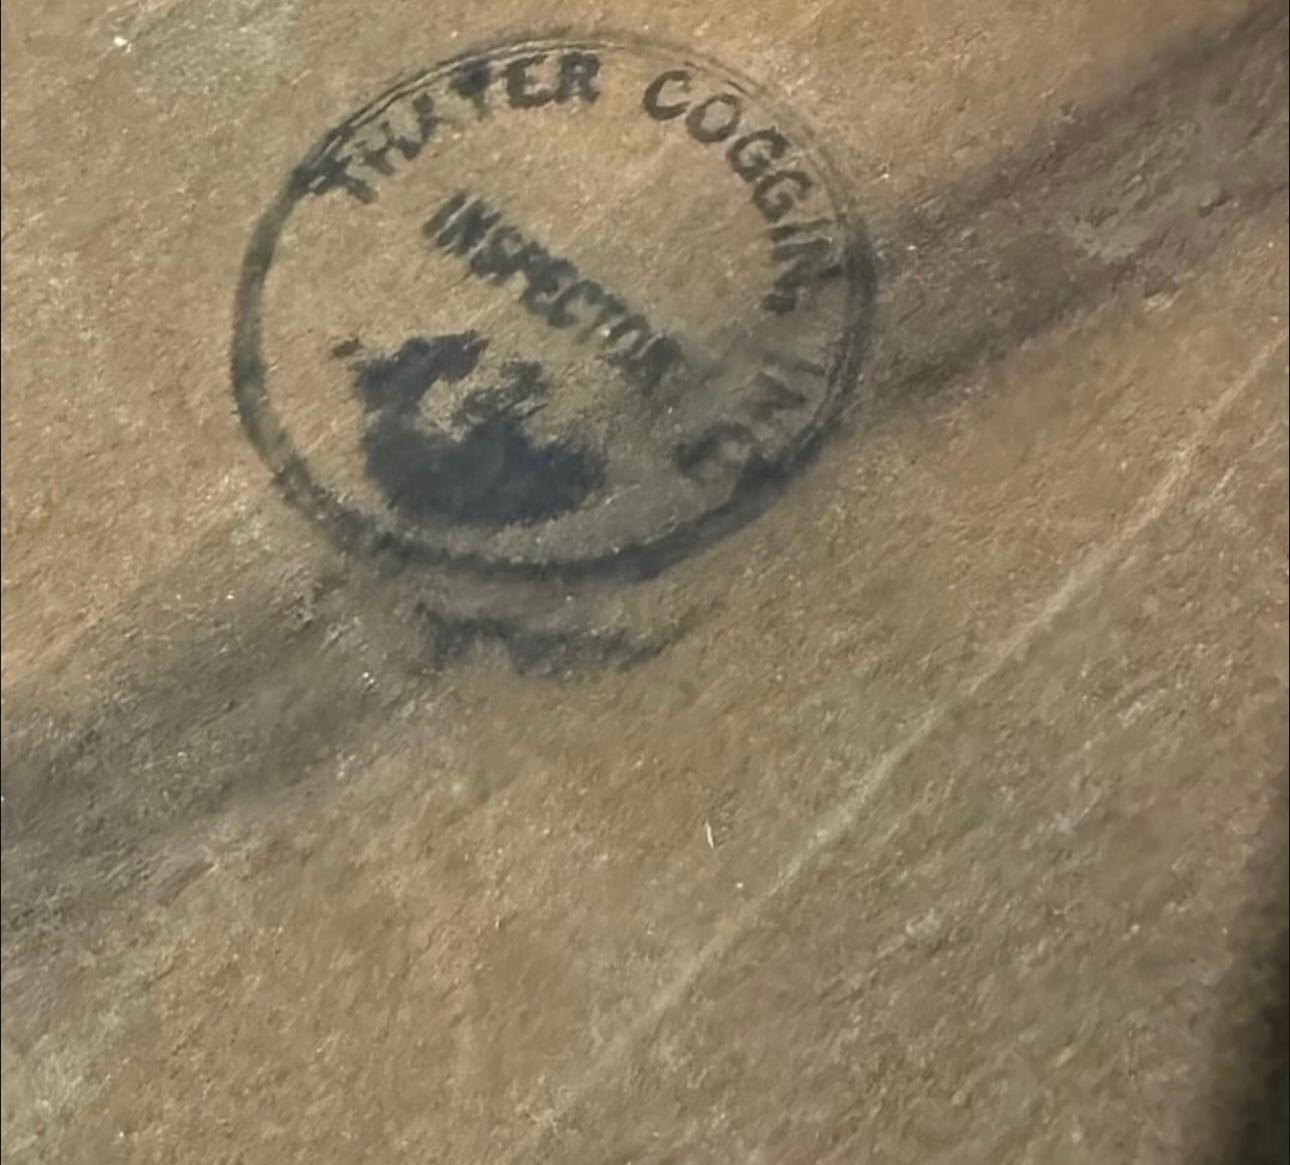 THAYER COGGIN, INC
INSPECTOR